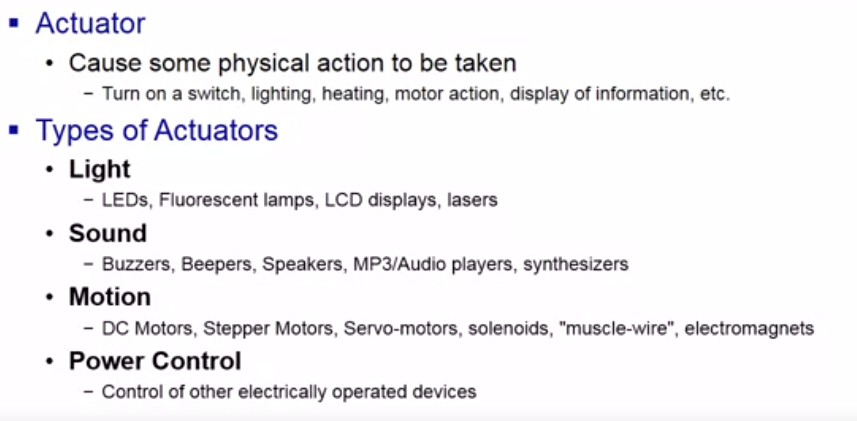 ▪ Actuator
• Cause some physical action to be taken
– Turn on a switch, lighting, heating, motor action, display of information, etc.
▪ Types of Actuators
• Light
– LEDs, Fluorescent lamps, LCD displays, lasers
• Sound
– Buzzers, Beepers, Speakers, MP3/Audio players, synthesizers
• Motion
– DC Motors, Stepper Motors, Servo-motors, solenoids, "muscle-wire", electromagnets
• Power Control
– Control of other electrically operated devices